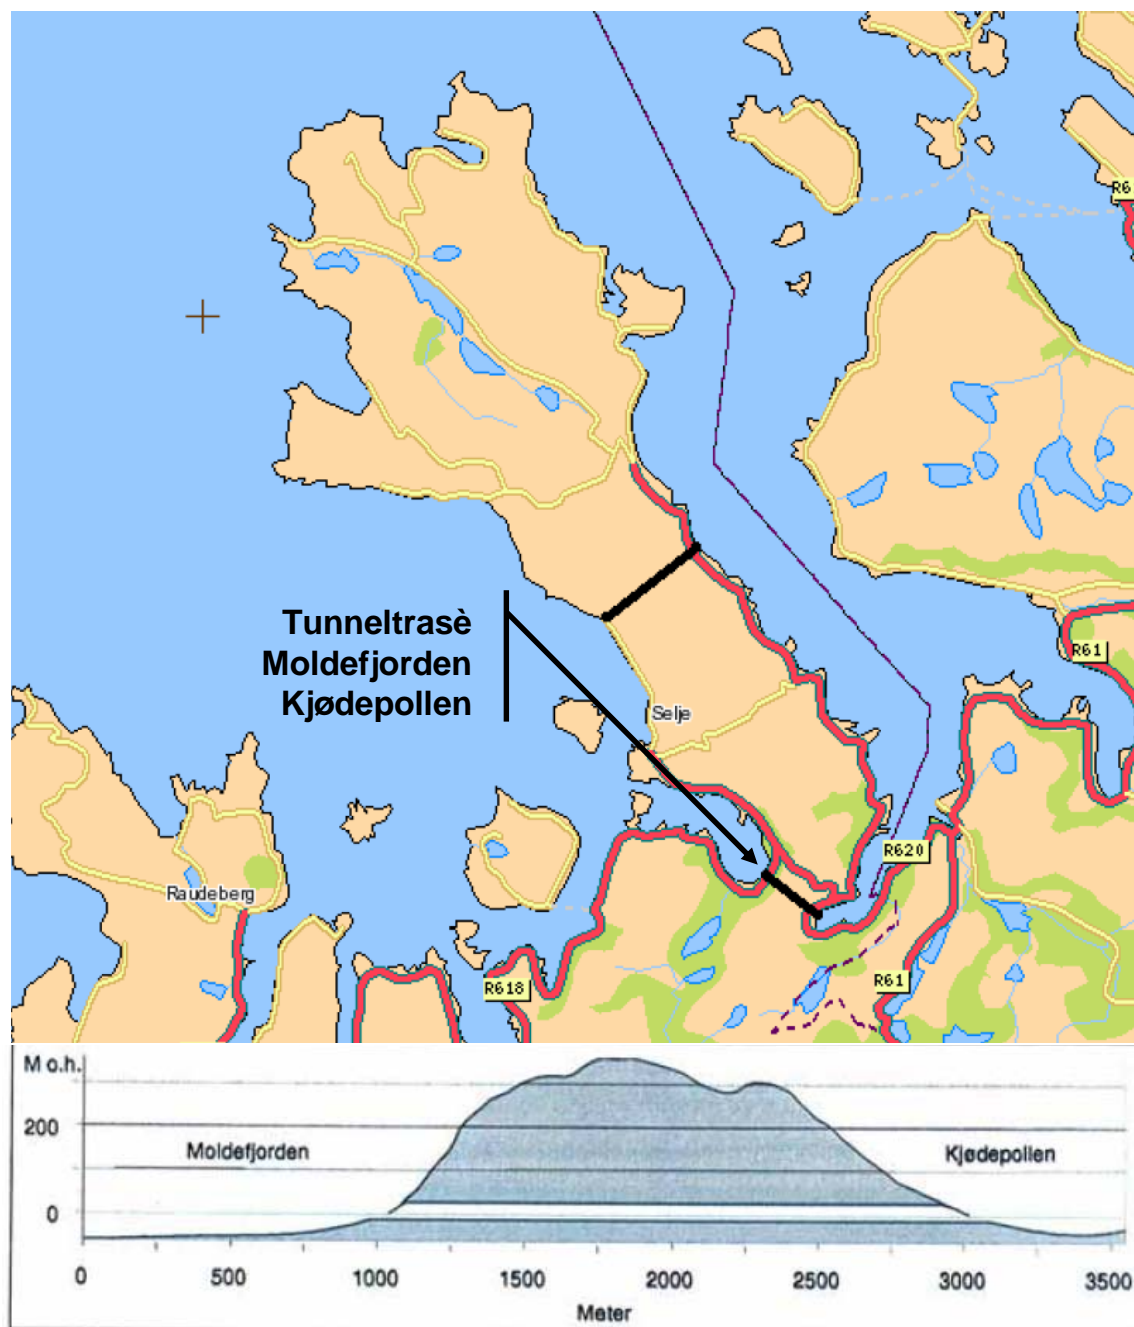 R6
Tunneltrasè
Moldefjorden
Kjødepollen
R61
Selje
R620
Raudeberg
R618
R61
M o.h.
200
Moldefjorden
Kjødepollen
0
0
500
1000
1500
2000
2500
3000
3500
Meter